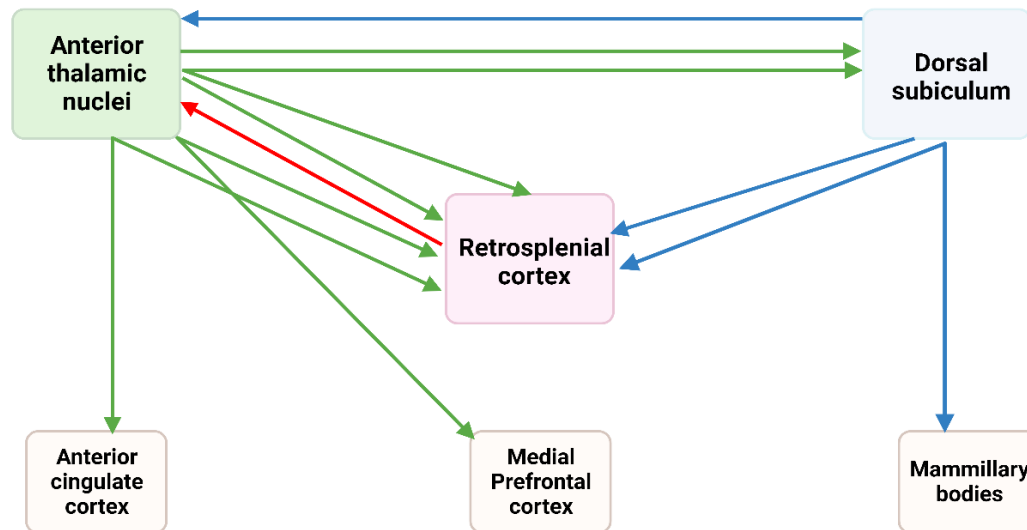 Anterior
thalamic
nuclei
Dorsal
subiculum
Retrosplenial
cortex
Anterior
cingulate
cortex
Medial
Prefrontal
cortex
Mammillary
bodies